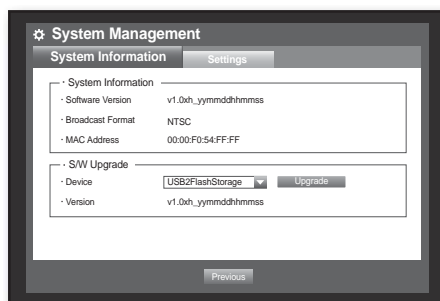 System Management
System Information
Settings
· System Information
· Software Version v1.0xh_yymmddhhmmss
· Broadcast Format NTSC
· MAC Address 00:00:F0:54:FF:FF
· S/W Upgrade
· Device USB2FlashStorage Upgrade
· Version v1.0xh_yymmddhhmmss
Previous